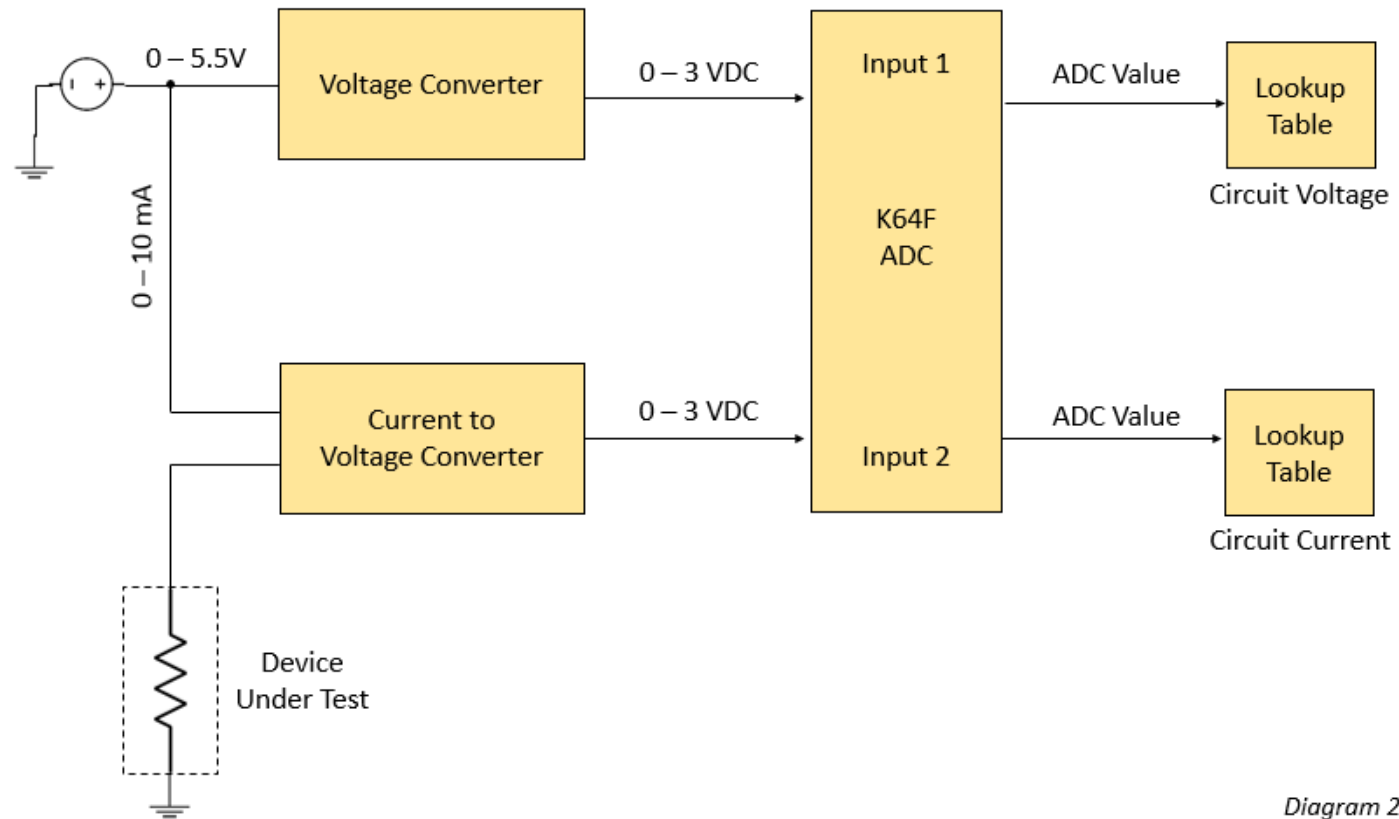 0 – 5.5V
Voltage Converter
0 – 3 VDC
Input 1
ADC Value
Lookup
Table
Circuit Voltage
0 – 10 mA
K64F
ADC
Current to
Voltage Converter
0 – 3 VDC
Input 2
ADC Value
Lookup
Table
Circuit Current
Device
Under Test
Diagram 2